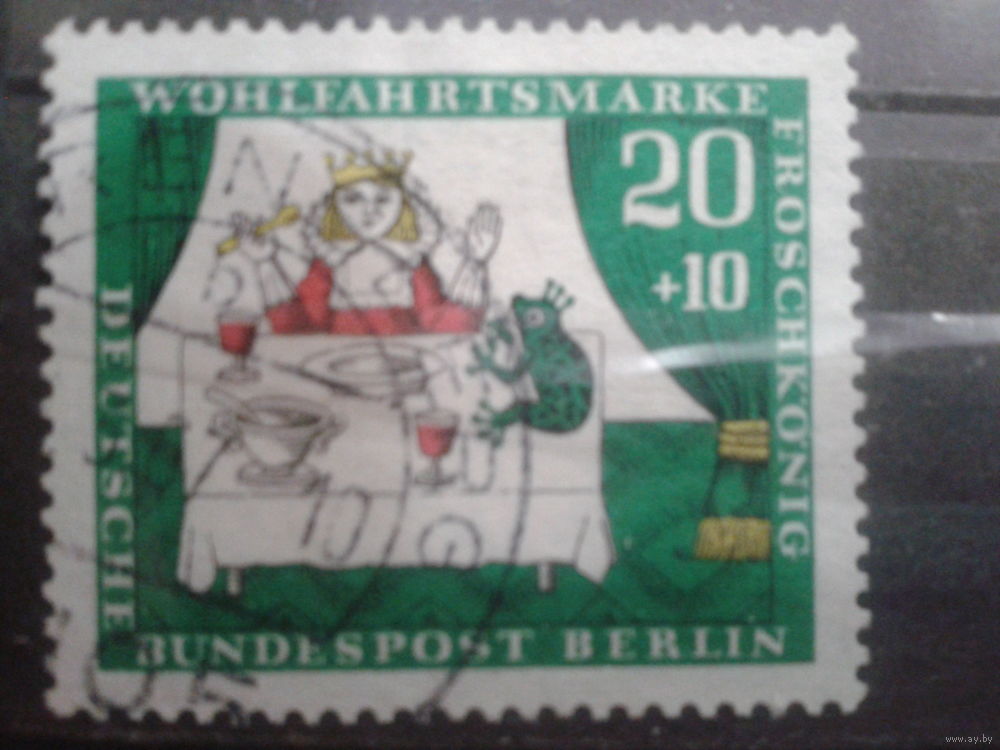 WOHLFAHRTSMARKE
20
+10
FROSCHKÖNIG
DEUTSCHE
BUNDESPOST BERLIN
www.ay.by